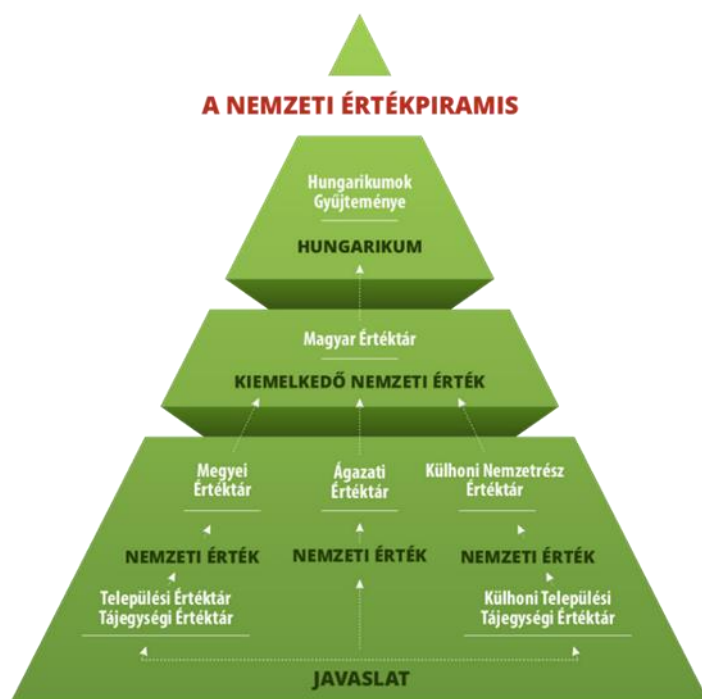 A NEMZETI ÉRTÉKPIRAMIS
Hungarikumok
Gyűjteménye
HUNGARIKUM
Magyar Értéktár
KIEMELKEDŐ NEMZETI ÉRTÉK
Megyei
Értéktár
Ágazati
Értéktár
Külhoni Nemzetrész
Értéktár
NEMZETI ÉRTÉK
NEMZETI ÉRTÉK
NEMZETI ÉRTÉK
Települési Értéktár
Tájegységi Értéktár
Külhoni Települési
Tájegységi Értéktár
JAVASLAT